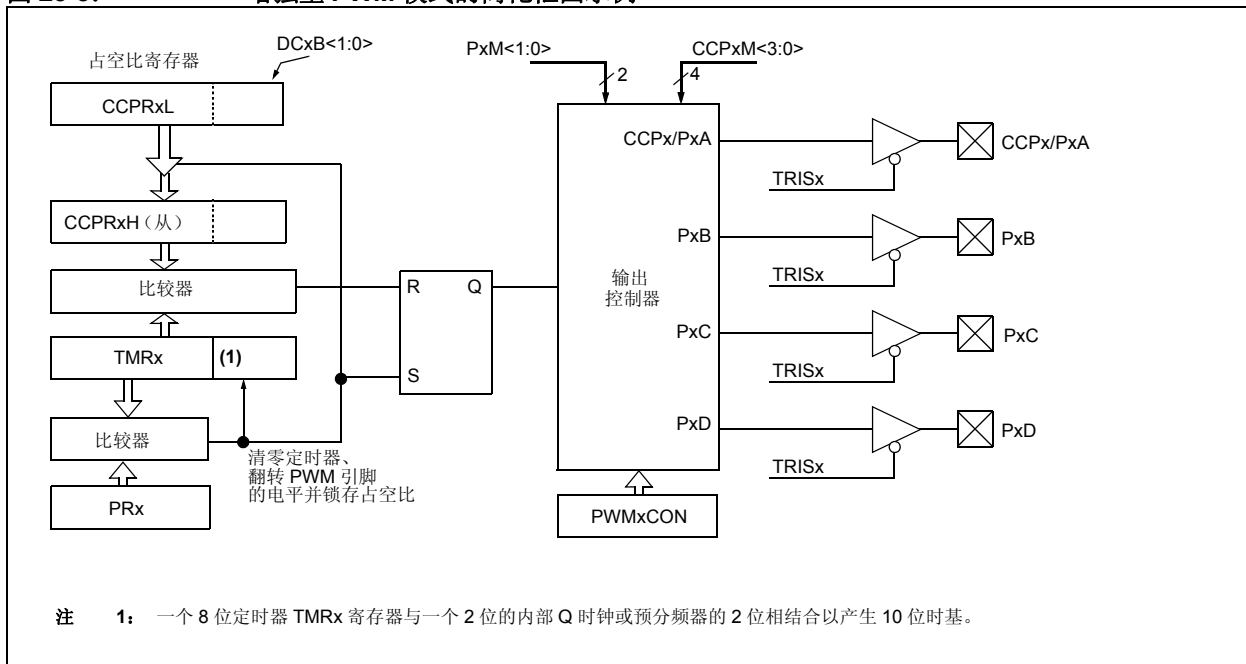 DCxB<1:0>
占空比寄存器
CCPRxL
CCPRxH（从）
比较器
TMRx
(1)
比较器
PRx
清零定时器、
翻转 PWM 引脚
的电平并锁存占空比
R
Q
S
PxM<1:0>
CCPxM<3:0>
2
4
CCPx/PxA
PxB
输出
控制器
PxC
PxD
PWMxCON
TRISx
CCPx/PxA
TRISx
PxB
TRISx
PxC
TRISx
PxD
注 1： 一个 8 位定时器 TMRx 寄存器与一个 2 位的内部 Q 时钟或预分频器的 2 位相结合以产生 10 位时基。